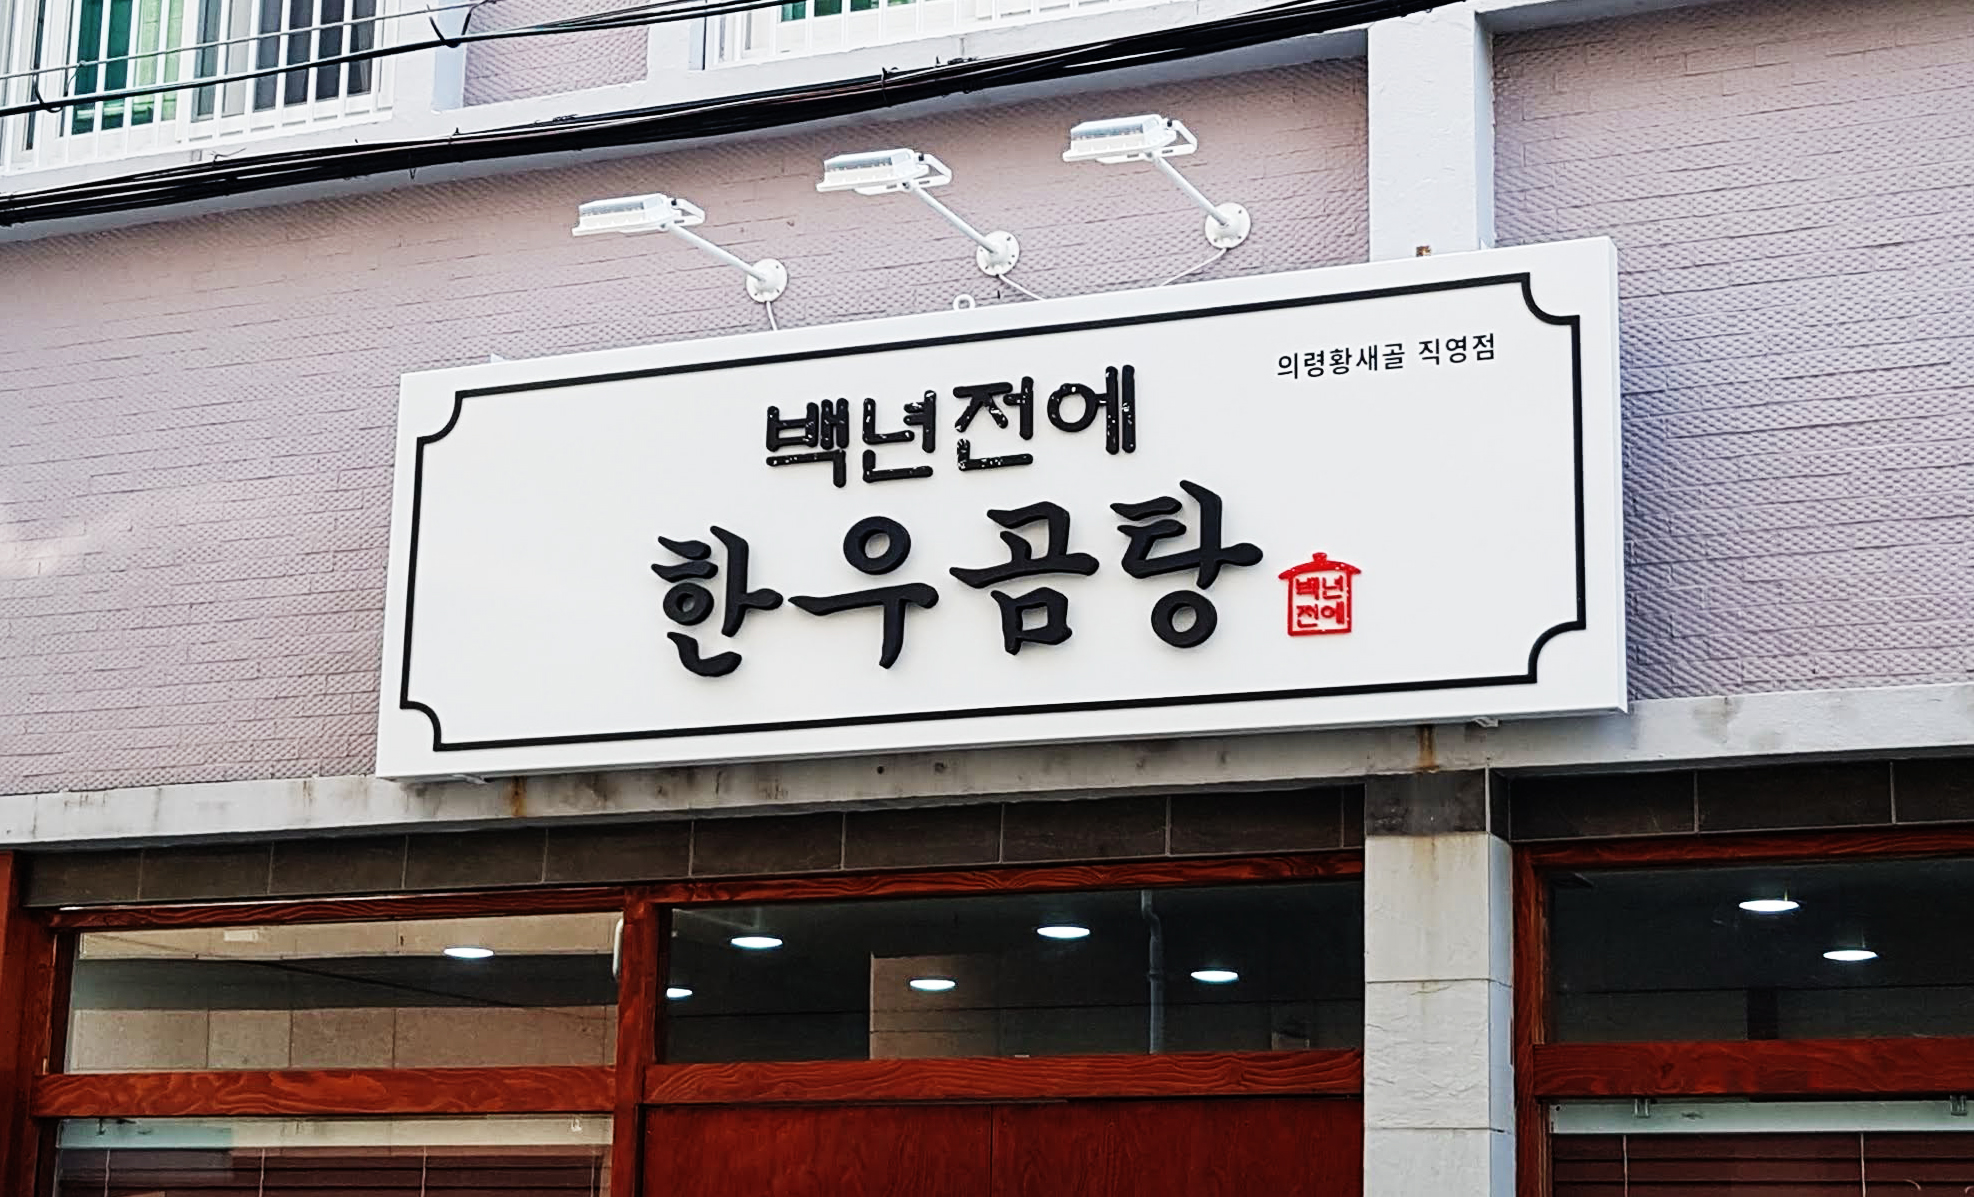 의령황새골 직영점
백년전에
한우곰탕
백년
전에